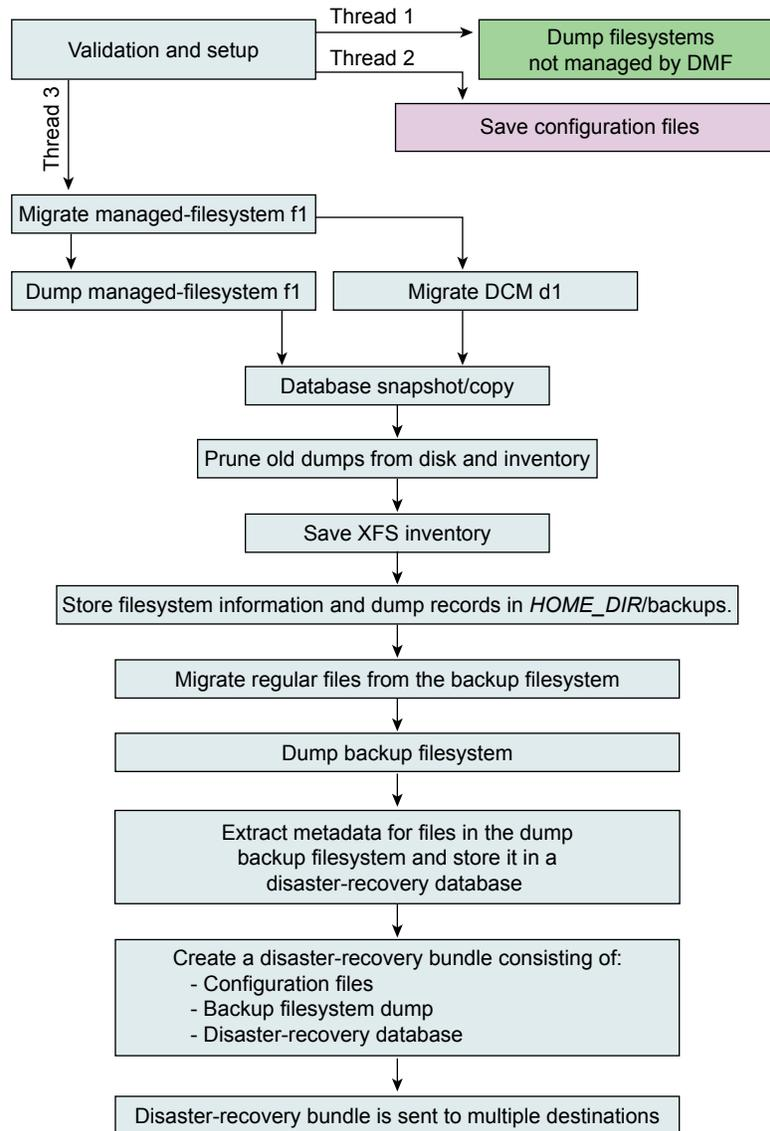 Validation and setup
Thread 1
Dump filesystems
not managed by DMF
Thread 2
Save configuration files
Thread 3
Migrate managed-filesystem f1
Dump managed-filesystem f1
Migrate DCM d1
Database snapshot/copy
Prune old dumps from disk and inventory
Save XFS inventory
Store filesystem information and dump records in HOME_DIR/backups.
Migrate regular files from the backup filesystem
Dump backup filesystem
Extract metadata for files in the dump
backup filesystem and store it in a
disaster-recovery database
Create a disaster-recovery bundle consisting of:
- Configuration files
- Backup filesystem dump
- Disaster-recovery database
Disaster-recovery bundle is sent to multiple destinations